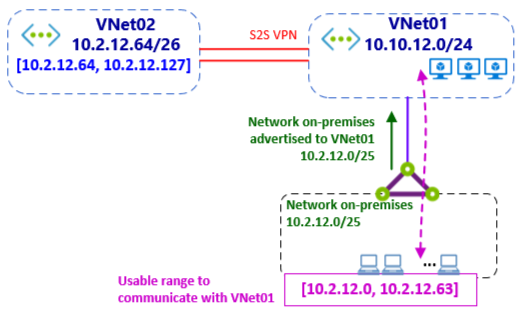 VNet02
10.2.12.64/26
[10.2.12.64, 10.2.12.127]
S2S VPN
VNet01
10.10.12.0/24
Network on-premises
advertised to VNet01
10.2.12.0/25
Network on-premises
10.2.12.0/25
...
Usable range to
communicate with VNet01
[10.2.12.0, 10.2.12.63]